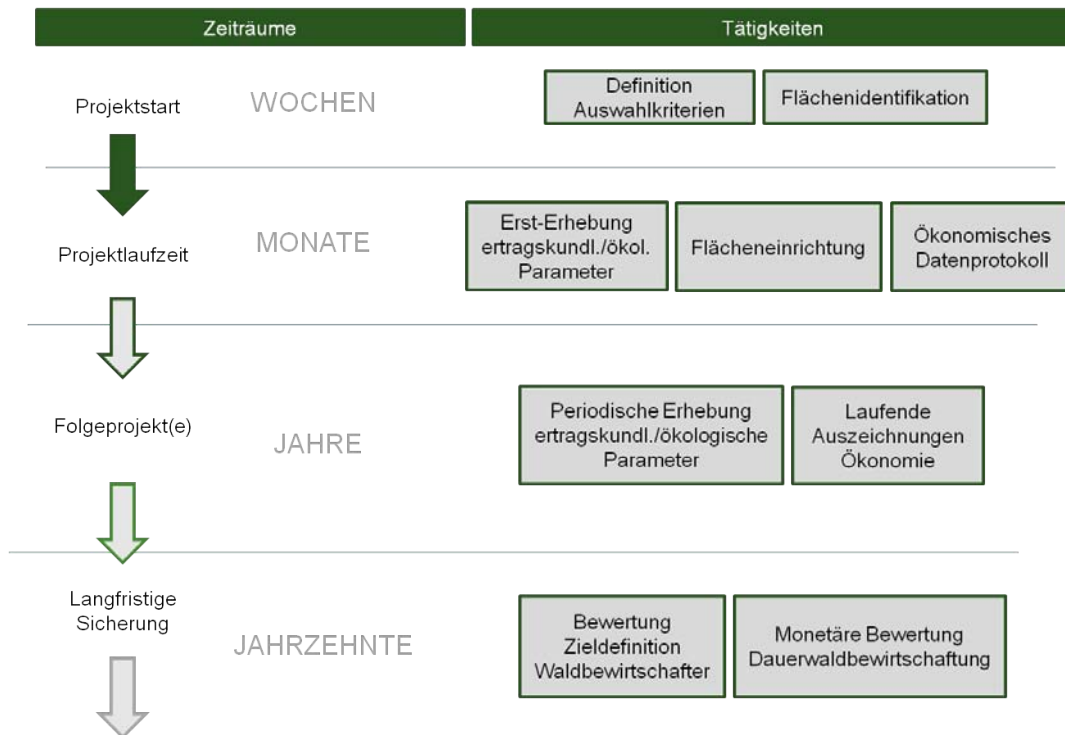 Zeiträume
Tätigkeiten
Projektstart
WOCHEN
Definition
Auswahlkriterien
Flächenidentifikation
Projektlaufzeit
MONATE
Erst-Erhebung
ertragskundl./ökol.
Parameter
Flächeneinrichtung
Ökonomisches
Datenprotokoll
Folgeprojekt(e)
JAHRE
Periodische Erhebung
ertragskundl./ökologische
Parameter
Laufende
Auszeichnungen
Ökonomie
Langfristige
Sicherung
JAHRZEHNTE
Bewertung
Zieldefinition
Waldbewirtschafter
Monetäre Bewertung
Dauerwaldbewirtschaftung